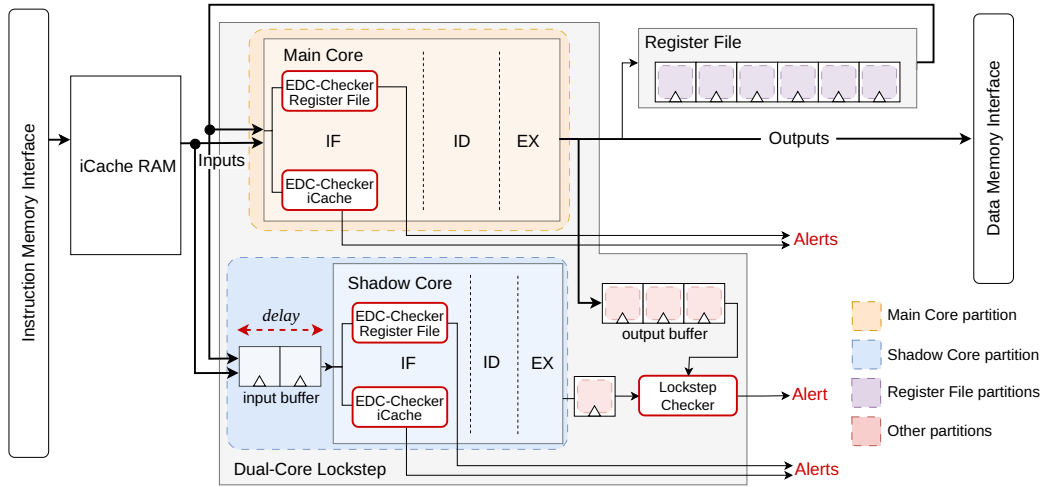 Instruction Memory Interface
iCache RAM
Inputs
Main Core
EDC-Checker
Register File
IF
ID
EX
EDC-Checker
iCache
Register File
Outputs
Data Memory Interface
Alerts
Shadow Core
delay
EDC-Checker
Register File
IF
ID
EX
input buffer
EDC-Checker
iCache
output buffer
Lockstep
Checker
Alert
Dual-Core Lockstep
Alerts
Main Core partition
Shadow Core partition
Register File partitions
Other partitions